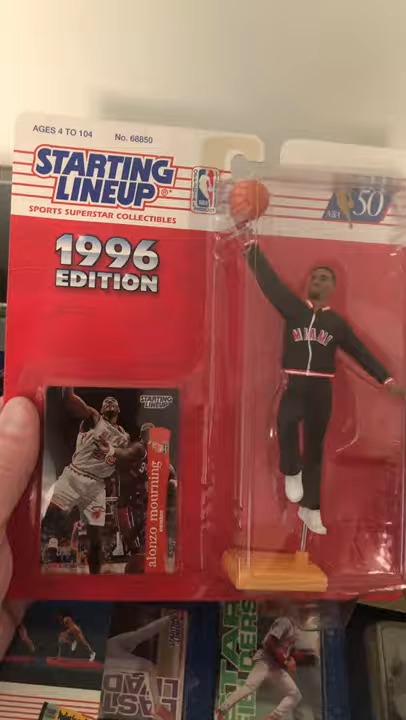 AGES 4 TO 104
No. 68850
STARTING
LINEUP®
SPORTS SUPERSTAR COLLECTIBLES
NBA
50
1996
EDITION
MIAMI
STARTING
LINEUP
alonzo mourning